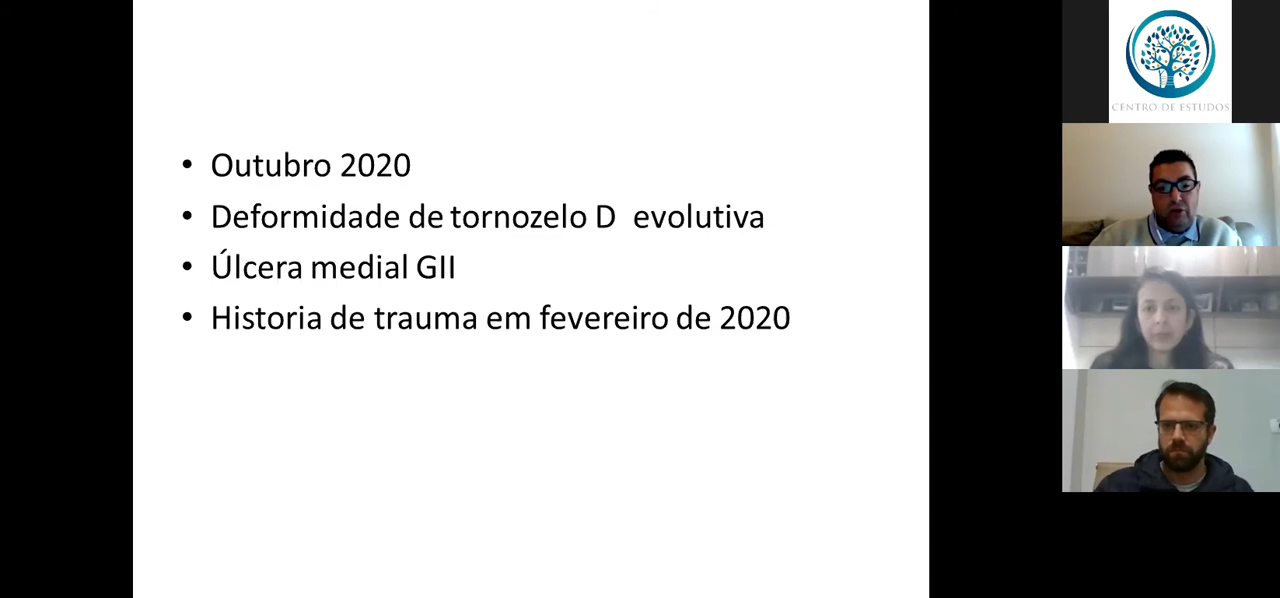 • Outubro 2020
• Deformidade de tornozelo D evolutiva
• Úlcera medial GII
• Historia de trauma em fevereiro de 2020
CENTRO DE ESTUDOS